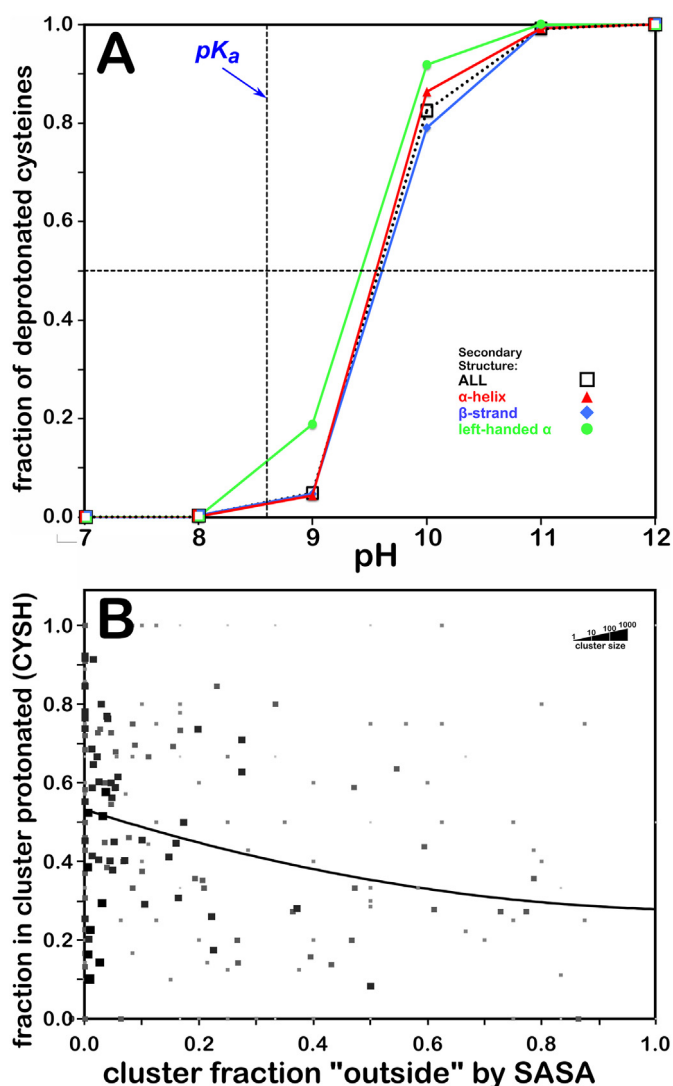 A
pKa
fraction of deprotonated cysteines
1.0
0.8
0.6
0.4
0.2
0.0
Secondary
Structure:
ALL
α-helix
β-strand
left-handed α
7 8 9 10 11 12
pH
B
fraction in cluster protonated (CYSH)
1.0
0.8
0.6
0.4
0.2
0.0
1 10 100 1000
cluster size
0.0 0.2 0.4 0.6 0.8 1.0
cluster fraction "outside" by SASA